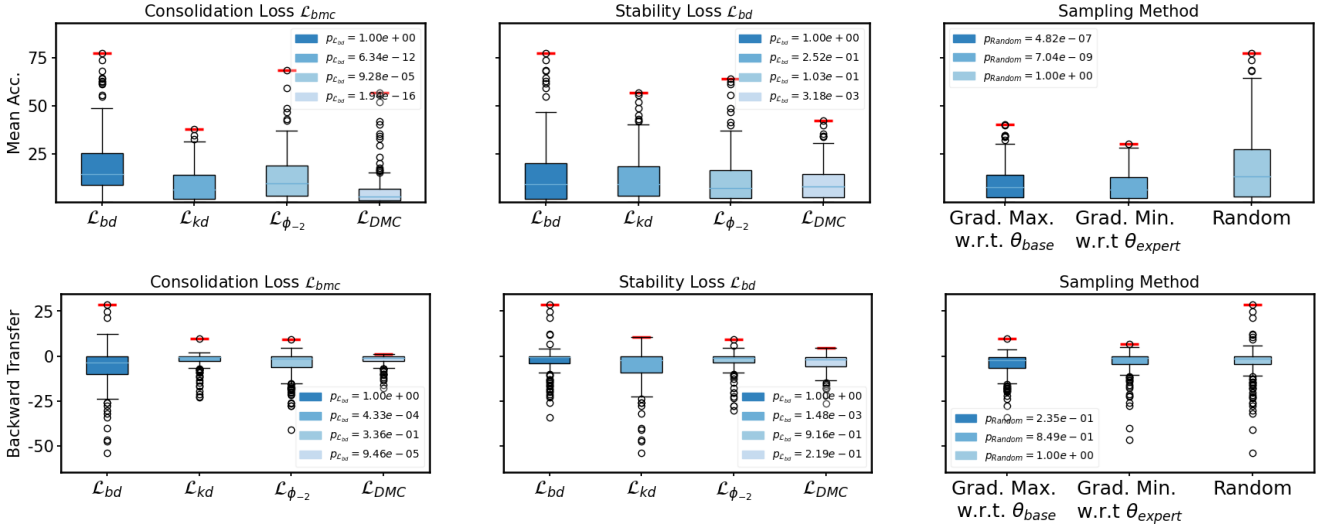 Consolidation Loss ℒbmc
Mean Acc.
75
50
25
pℒbd = 1.00e + 00
pℒbd = 6.34e − 12
pℒbd = 9.28e − 05
ℒbd ℒkd ℒϕ−2 ℒDMC
Stability Loss ℒbd
pℒbd = 1.00e + 00
pℒbd = 2.52e − 01
pℒbd = 1.03e − 01
pℒbd = 3.18e − 03
ℒbd ℒkd ℒϕ−2 ℒDMC
Sampling Method
pRandom = 4.82e − 07
pRandom = 7.04e − 09
pRandom = 1.00e + 00
Grad. Max. Grad. Min. Random
w.r.t. θbase w.r.t θexpert
Consolidation Loss ℒbmc
Backward Transfer
25
0
-25
-50
pℒbd = 1.00e + 00
pℒbd = 4.33e − 04
pℒbd = 3.36e − 01
pℒbd = 9.46e − 05
ℒbd ℒkd ℒϕ−2 ℒDMC
Stability Loss ℒbd
pℒbd = 1.00e + 00
pℒbd = 1.48e − 03
pℒbd = 9.16e − 01
pℒbd = 2.19e − 01
ℒbd ℒkd ℒϕ−2 ℒDMC
Sampling Method
pRandom = 2.35e − 01
pRandom = 8.49e − 01
pRandom = 1.00e + 00
Grad. Max. Grad. Min. Random
w.r.t. θbase w.r.t θexpert